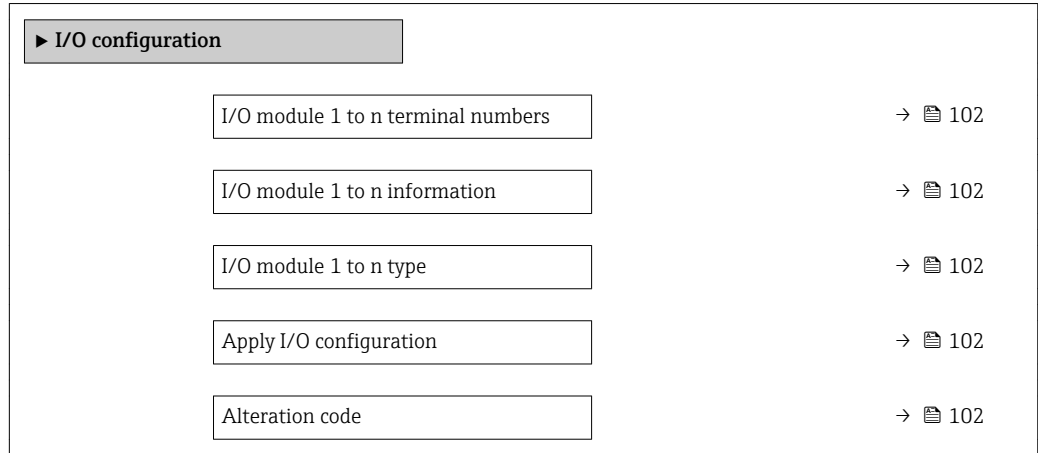 ▶ I/O configuration
I/O module 1 to n terminal numbers → 102
I/O module 1 to n information → 102
I/O module 1 to n type → 102
Apply I/O configuration → 102
Alteration code → 102